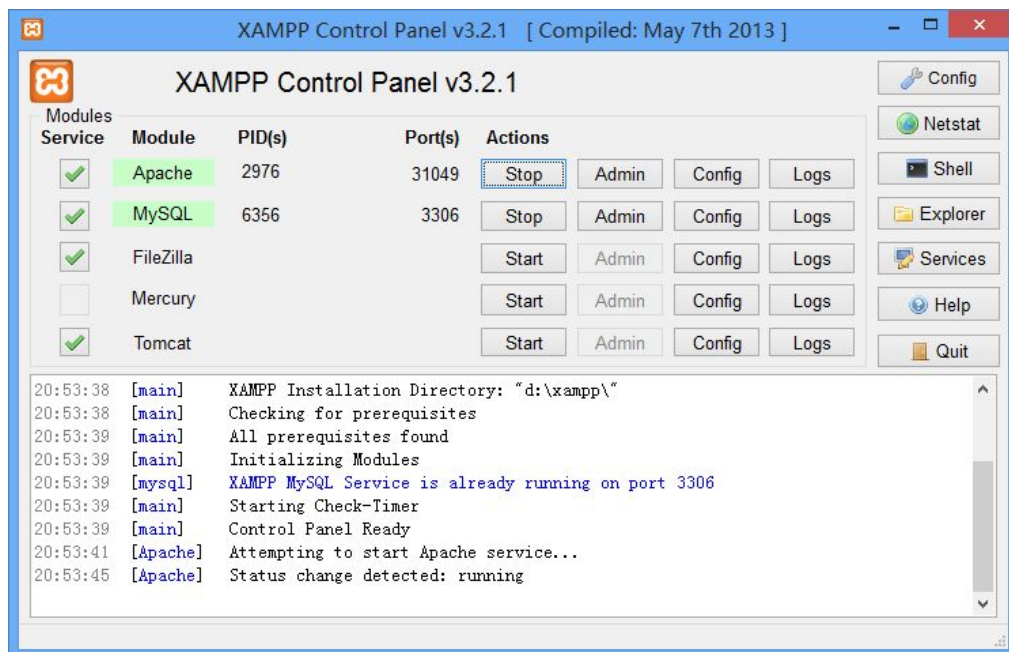 XAMPP Control Panel v3.2.1 [ Compiled: May 7th 2013 ]
XAMPP Control Panel v3.2.1
Config
Modules
Service Module PID(s) Port(s) Actions
Netstat
Apache 2976 31049 Stop Admin Config Logs
Shell
MySQL 6356 3306 Stop Admin Config Logs
Explorer
FileZilla Start Admin Config Logs
Services
Mercury Start Admin Config Logs
Help
Tomcat Start Admin Config Logs
Quit
20:53:38 [main] XAMPP Installation Directory: "d:\xampp\"
20:53:38 [main] Checking for prerequisites
20:53:39 [main] All prerequisites found
20:53:39 [main] Initializing Modules
20:53:39 [mysql] XAMPP MySQL Service is already running on port 3306
20:53:39 [main] Starting Check-Timer
20:53:39 [main] Control Panel Ready
20:53:41 [Apache] Attempting to start Apache service...
20:53:45 [Apache] Status change detected: running